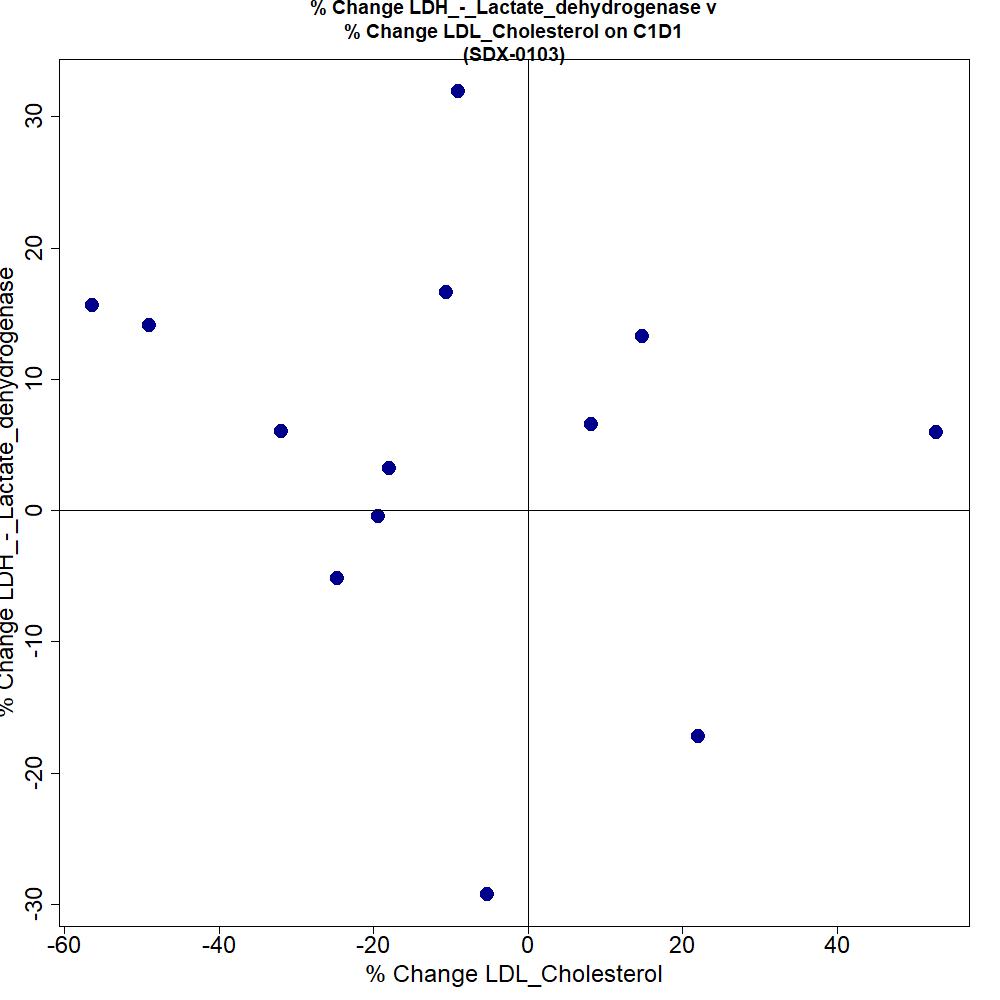 % Change LDH_-_Lactate_dehydrogenase v
% Change LDL_Cholesterol on C1D1
(SDX-0103)
% Change LDH_-_Lactate_dehydrogenase
30
20
10
0
-10
-20
-30
-60 -40 -20 0 20 40
% Change LDL_Cholesterol